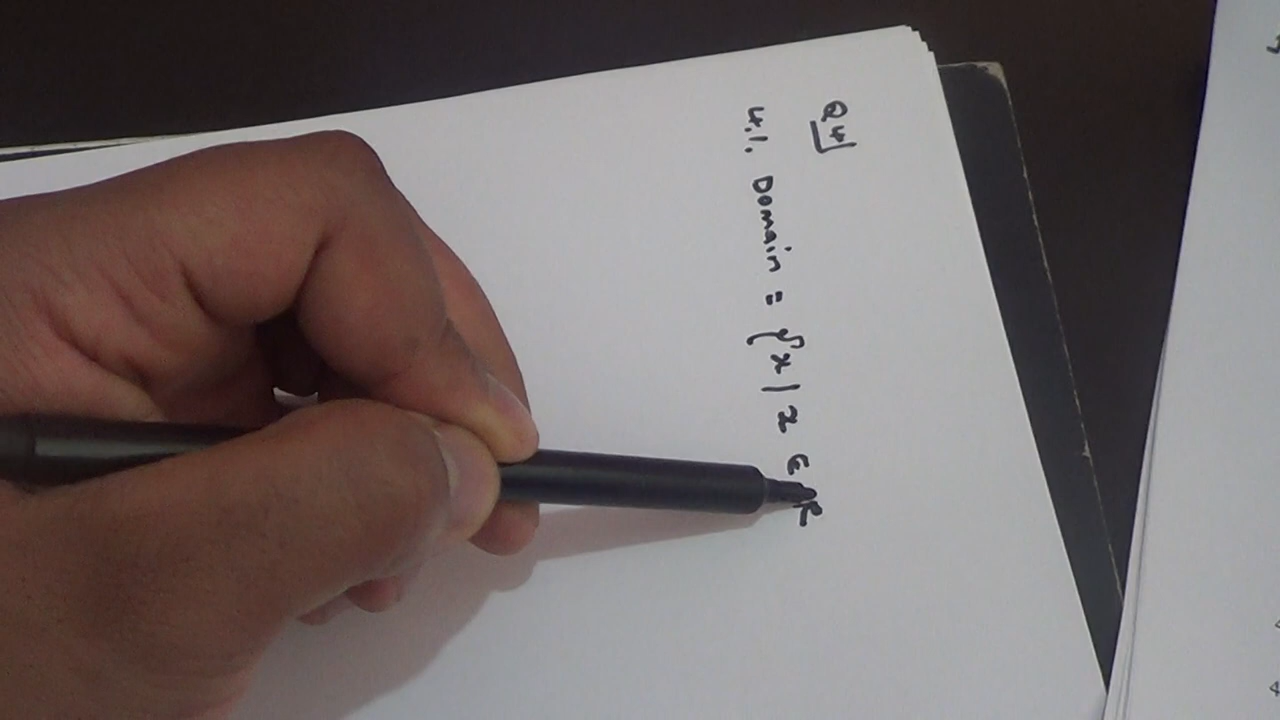 Q4
4.1. Domain = {x | x ∈ R